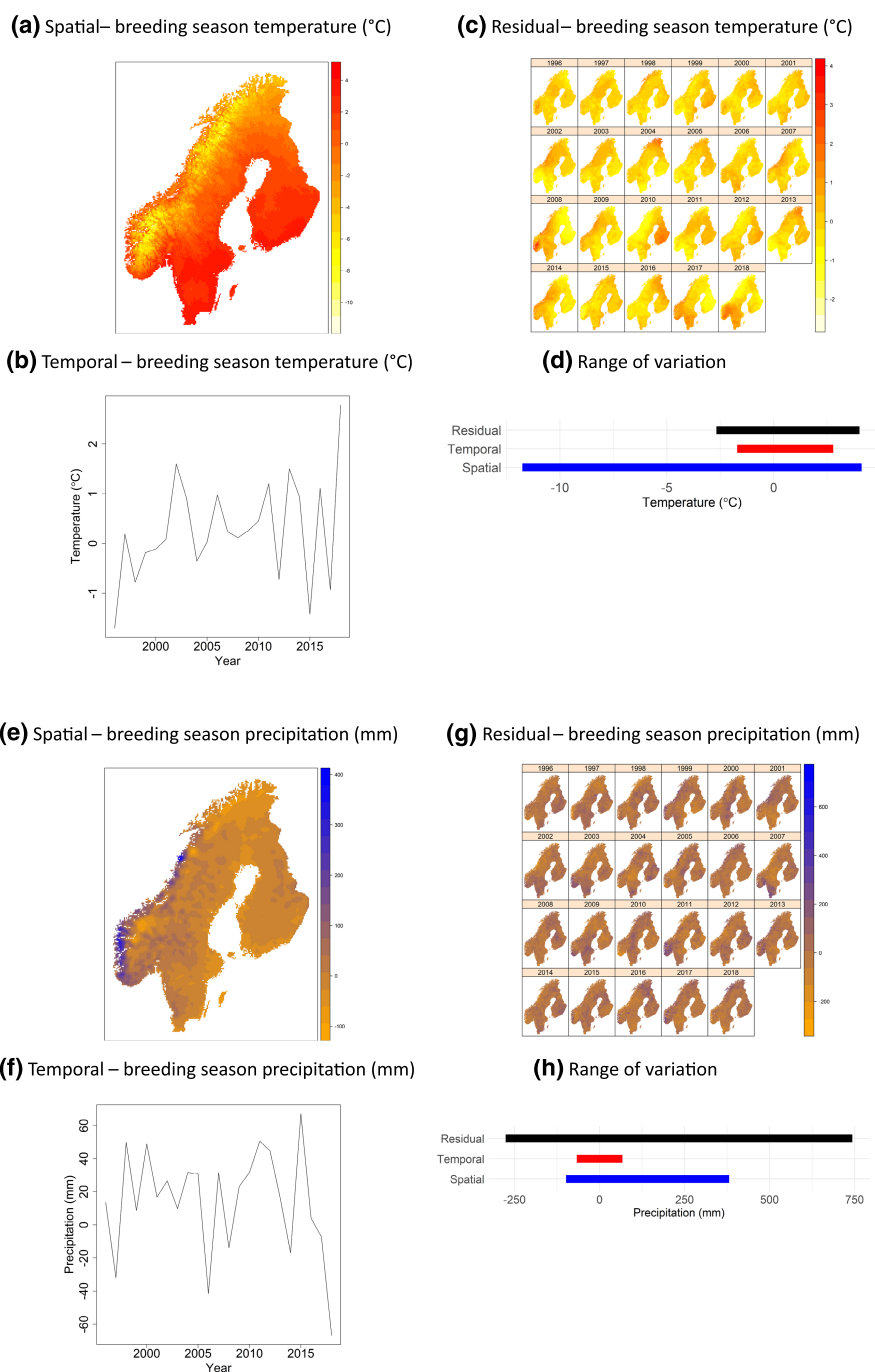 (a) Spatial– breeding season temperature (°C)
4
2
0
-2
-4
-6
-8
-10
(c) Residual– breeding season temperature (°C)
1996 1997 1998 1999 2000 2001
2002 2003 2004 2005 2006 2007
2008 2009 2010 2011 2012 2013
2014 2015 2016 2017 2018
4
3
2
1
0
-1
-2
(b) Temporal – breeding season temperature (°C)
Temperature (°C)
2
1
0
-1
2000 2005 2010 2015
Year
(d) Range of variation
Residual
Temporal
Spatial
-10 -5 0
Temperature (°C)
(e) Spatial – breeding season precipitation (mm)
400
300
200
100
0
-100
(g) Residual – breeding season precipitation (mm)
1996 1997 1998 1999 2000 2001
2002 2003 2004 2005 2006 2007
2008 2009 2010 2011 2012 2013
2014 2015 2016 2017 2018
600
400
200
0
-200
(f) Temporal – breeding season precipitation (mm)
Precipitation (mm)
60
40
20
0
-20
-40
-60
2000 2005 2010 2015
Year
(h) Range of variation
Residual
Temporal
Spatial
-250 0 250 500 750
Precipitation (mm)